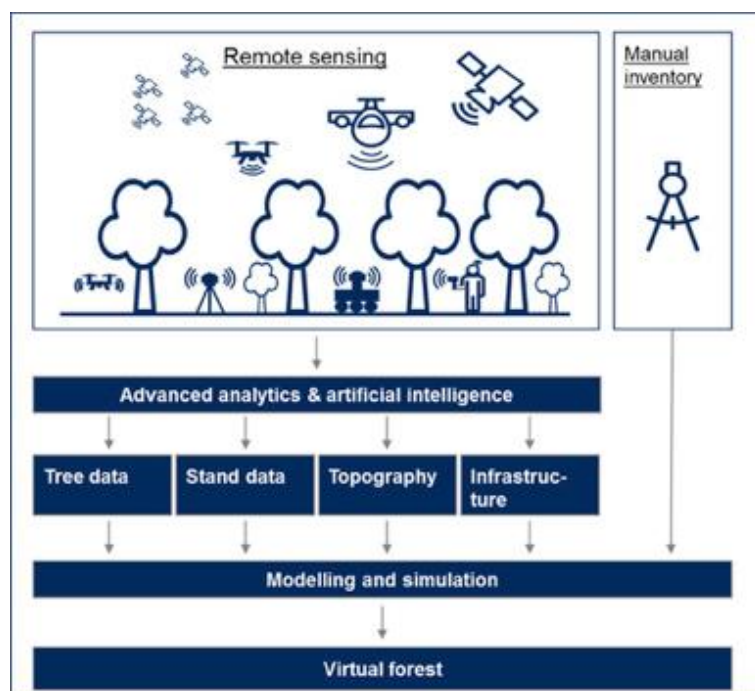 Remote sensing
Manual
inventory
Advanced analytics & artificial intelligence
Tree data
Stand data
Topography
Infrastruc-
ture
Modelling and simulation
Virtual forest